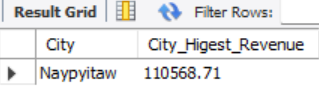 Result Grid Filter Rows:
City City_Higest_Revenue
Naypyitaw 110568.71